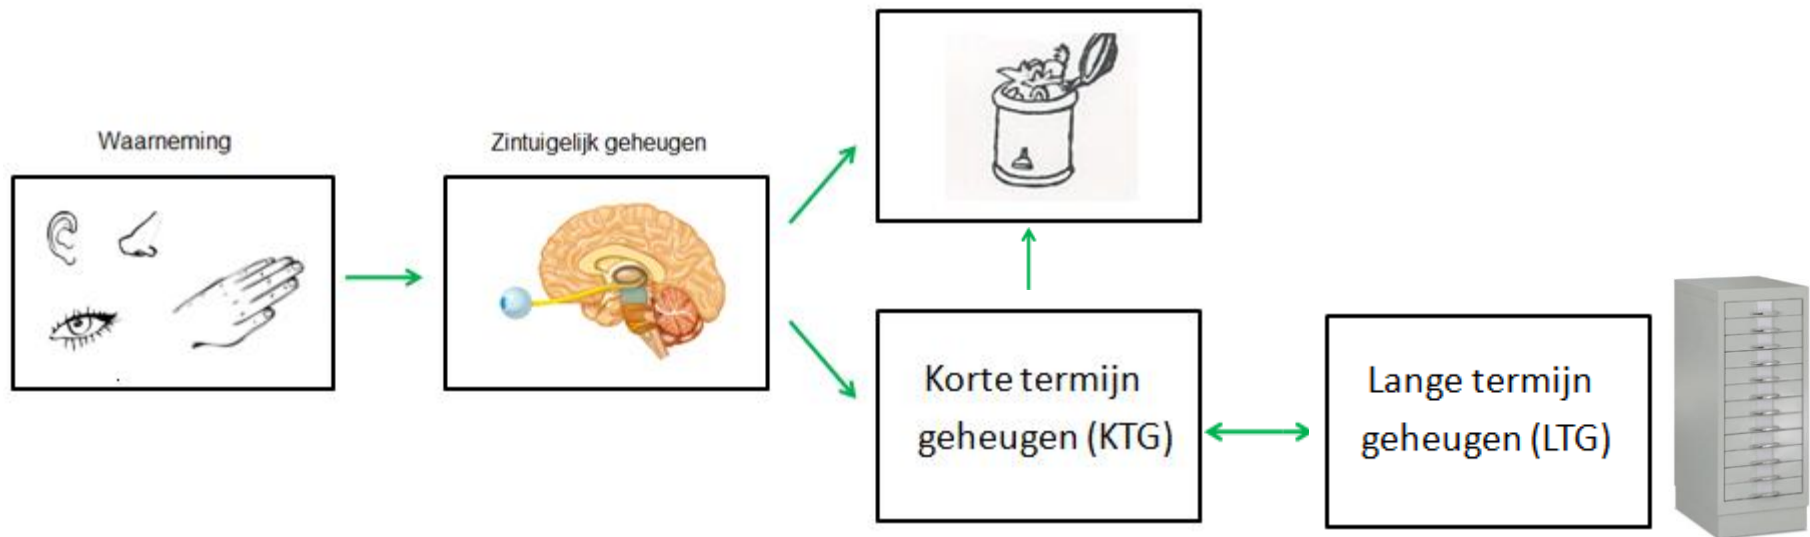 Waarneming
Zintuigelijk geheugen
Korte termijn
geheugen (KTG)
Lange termijn
geheugen (LTG)